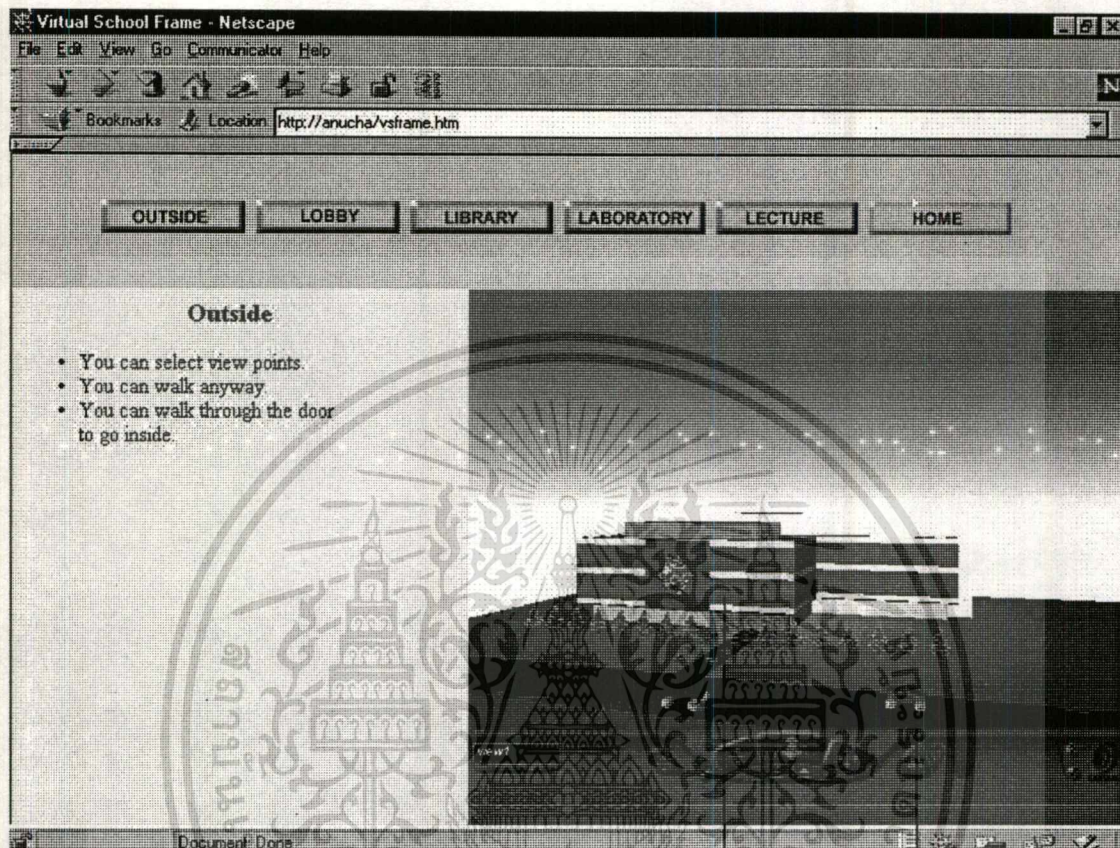 Virtual School Frame - Netscape
File Edit View Go Communicator Help
Bookmarks Location http://anucha/vsframe.htm
OUTSIDE LOBBY LIBRARY LABORATORY LECTURE HOME
Outside
• You can select view points.
• You can walk anyway.
• You can walk through the door
to go inside.
view1
Document: Done